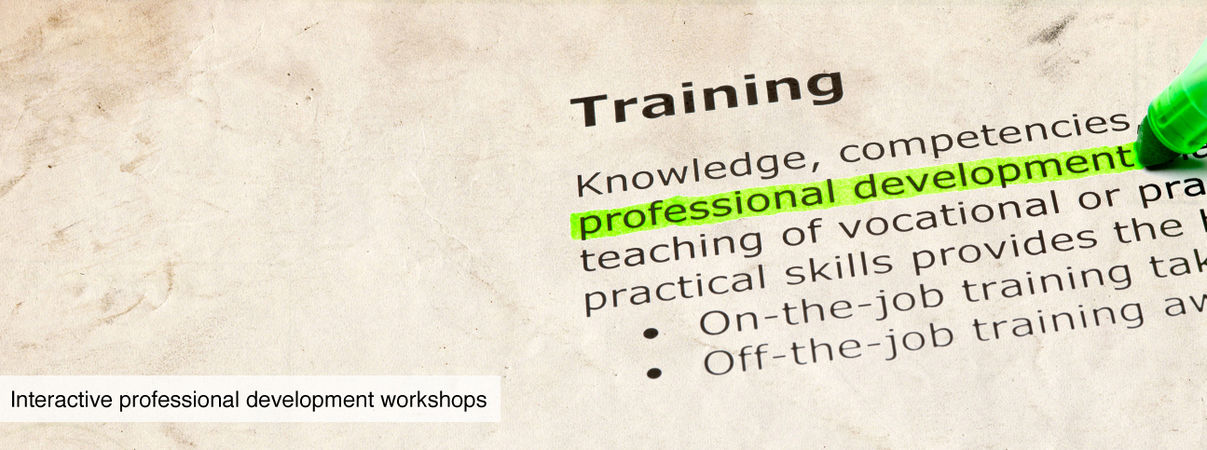 Training
Knowledge, competencies,
professional development
teaching of vocational or
practical skills provides the
On-the-job training
Off-the-job training
Interactive professional development workshops